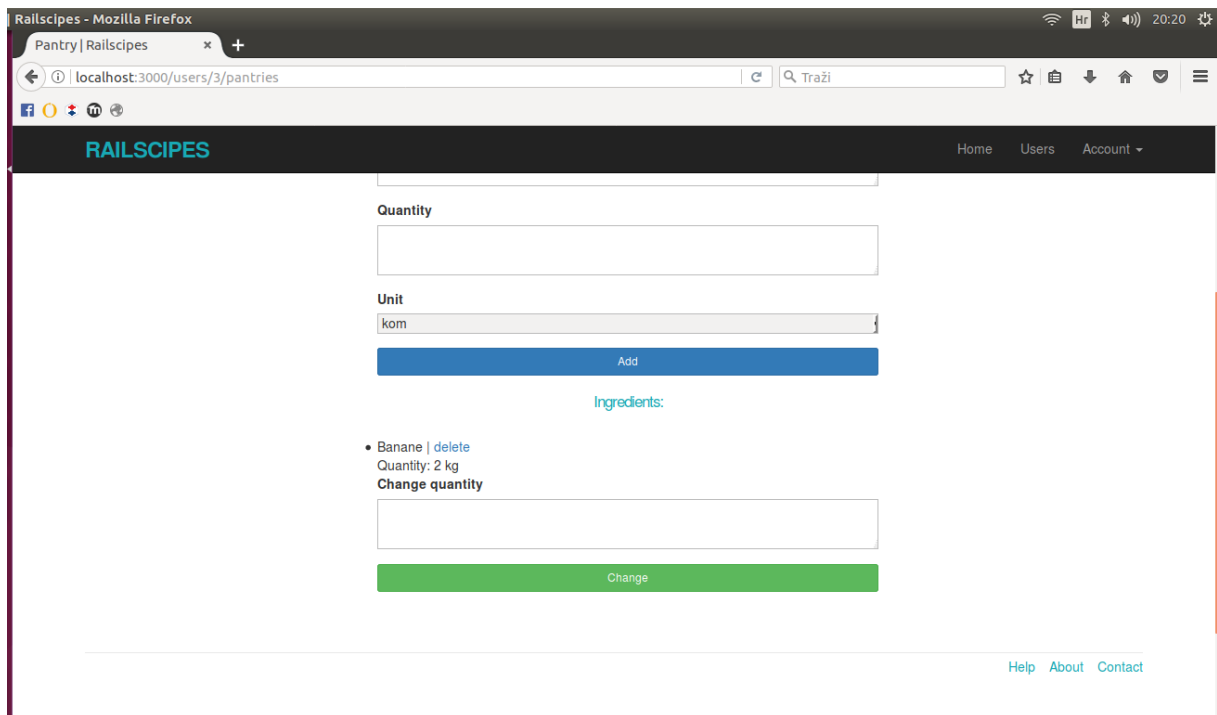 Railscipes - Mozilla Firefox Hr 20:20
Pantry | Railscipes × +
localhost:3000/users/3/pantries Traži
RAILSCIPES Home Users Account
Quantity
Unit
kom
Add
Ingredients:
Banane | delete
Quantity: 2 kg
Change quantity
Change
Help About Contact